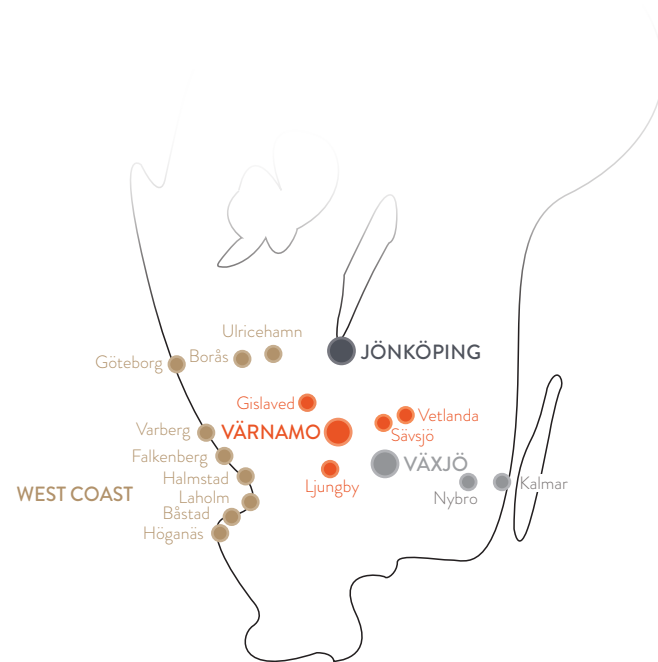 Ulricehamn
Göteborg
Borås
JÖNKÖPING
Gislaved
Vetlanda
Varberg
VÄRNAMO
Sävsjö
Falkenberg
VÄXJÖ
Halmstad
Ljungby
Kalmar
WEST COAST
Laholm
Nybro
Båstad
Höganäs